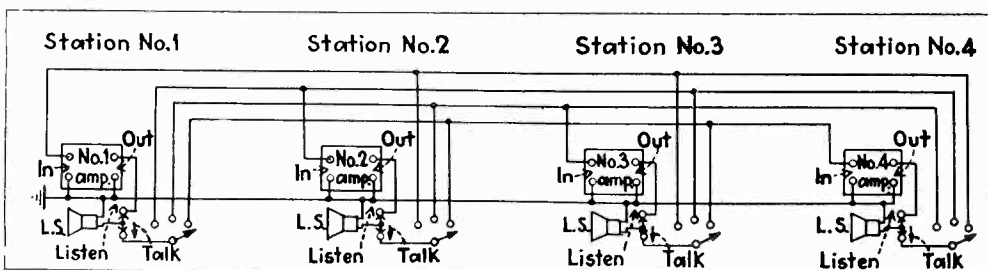 Station No.1
Station No.2
Station No.3
Station No.4
Out
No.1
amp.
In
L.S.
Listen
Talk
Out
No.2
amp.
In
L.S.
Listen
Talk
Out
No.3
amp.
In
L.S.
Listen
Talk
Out
No.4
amp.
In
L.S.
Listen
Talk